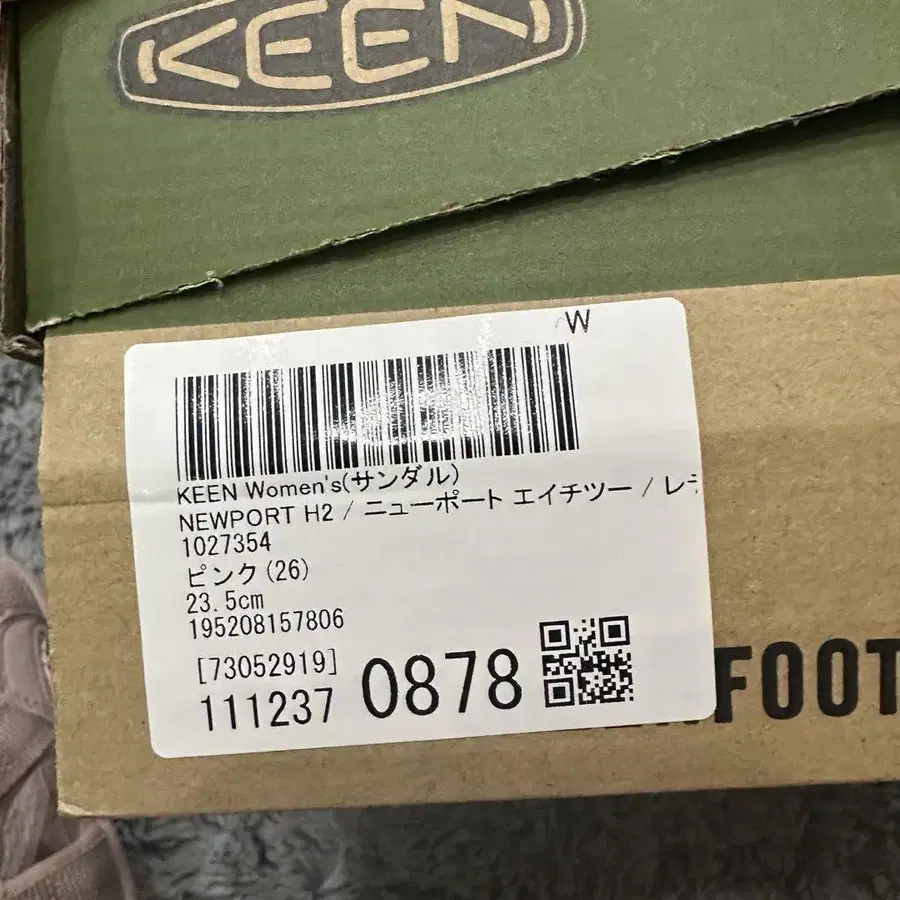 KEEN
W
KEEN Women's(サンダル)
NEWPORT H2 / ニューポート エイチツー / レデ
1027354
ピンク(26)
23.5cm
195208157806
[73052919]
111237 0878
FOOT